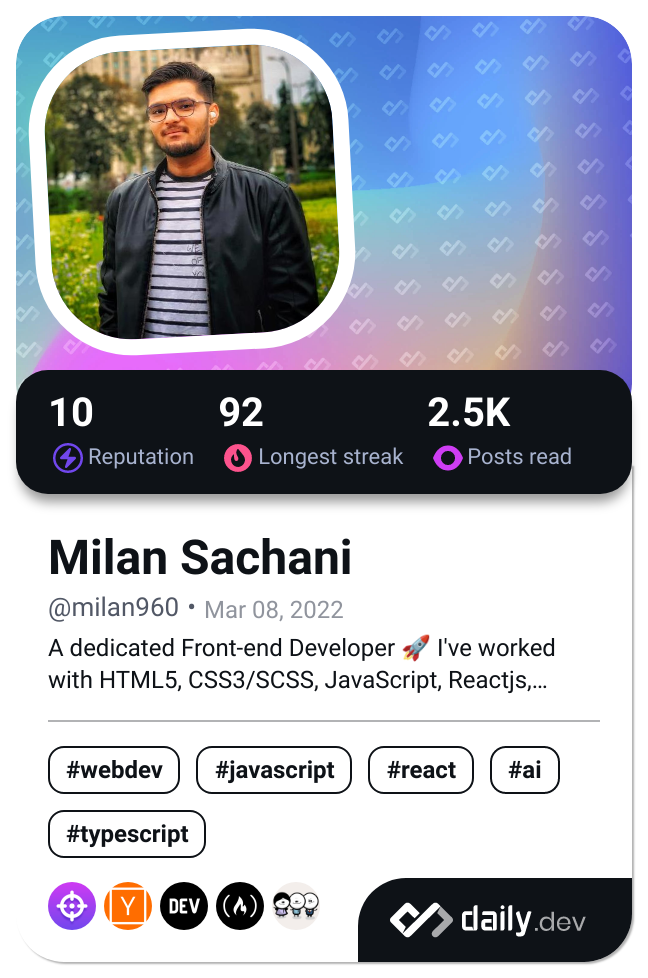 10
92
2.5K
Reputation
Longest streak
Posts read
Milan Sachani
@milan960 • Mar 08, 2022
A dedicated Front-end Developer 🚀 I've worked
with HTML5, CSS3/SCSS, JavaScript, Reactjs,...
#webdev
#javascript
#react
#ai
#typescript
Y
DEV
daily.dev